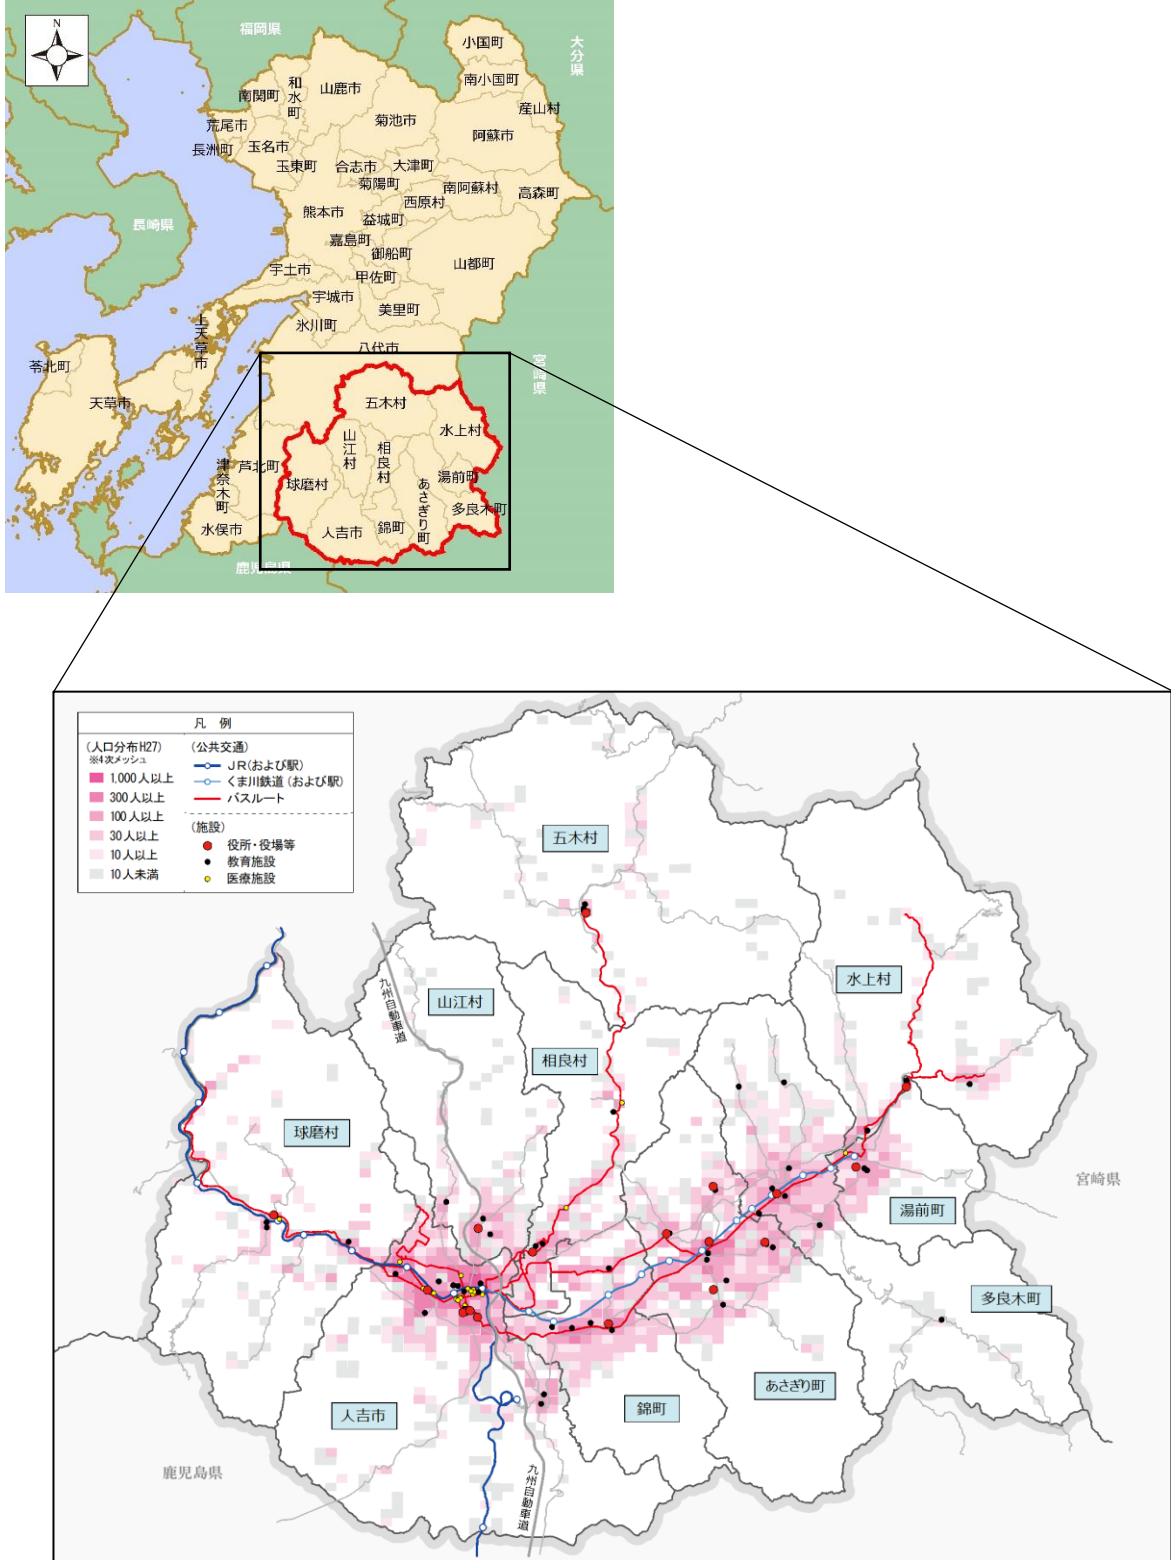 N
福岡県
大分県
小国町
南小国町
産山村
和水町
山鹿市
南関町
菊池市
阿蘇市
荒尾市
長洲町
玉名市
玉東町
合志市
大津町
菊陽町
南阿蘇村
高森町
西原村
熊本市
益城町
長崎県
嘉島町
御船町
山都町
宇土市
甲佐町
宇城市
美里町
氷川町
上天草市
八代市
宮崎県
苓北町
天草市
五木村
水上村
山江村
相良村
芦北町
津奈木町
球磨村
湯前町
あさぎり町
多良木町
水俣市
人吉市
錦町
鹿児島県
凡 例
(人口分布H27)
※4次メッシュ
1,000人以上
300人以上
100人以上
30人以上
10人以上
10人未満
(公共交通)
JR(および駅)
くま川鉄道(および駅)
バスルート
(施設)
役所・役場等
教育施設
医療施設
五木村
水上村
九州自動車道
山江村
相良村
球磨村
宮崎県
湯前町
多良木町
あさぎり町
錦町
人吉市
鹿児島県
九州自動車道